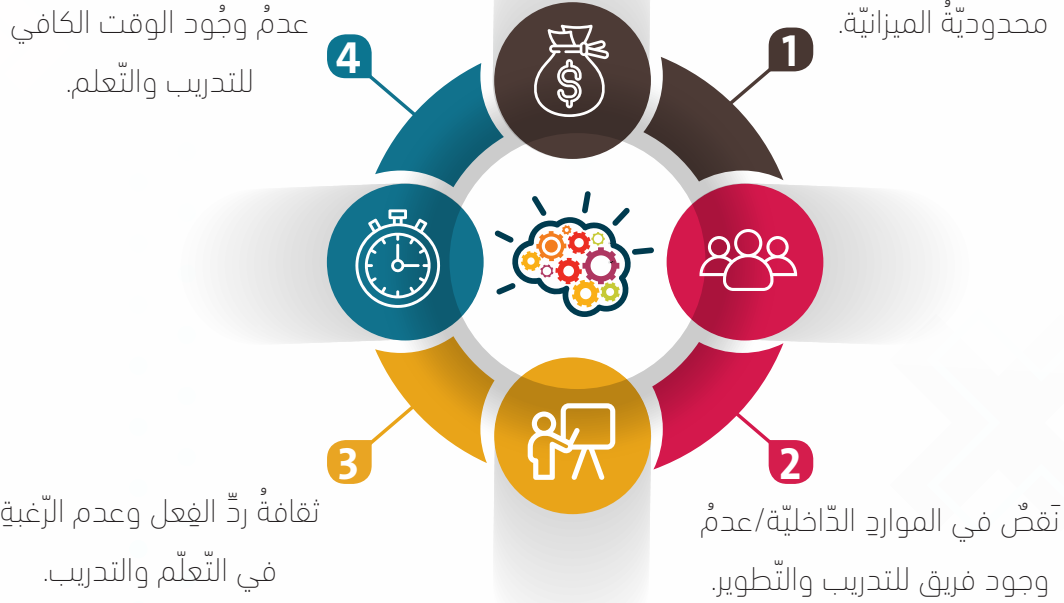 1
محدوديّةُ الميزانيّة.
2
نَقصٌ في المواردِ الدّاخليّة/عدمُ
وجود فريق للتدريب والتّطوير.
3
ثقافةُ ردِّ الفِعل وعدم الرّغبةِ
في التّعلّم والتدريب.
4
عدمُ وجُود الوقت الكافي
للتدريب والتّعلم.
$